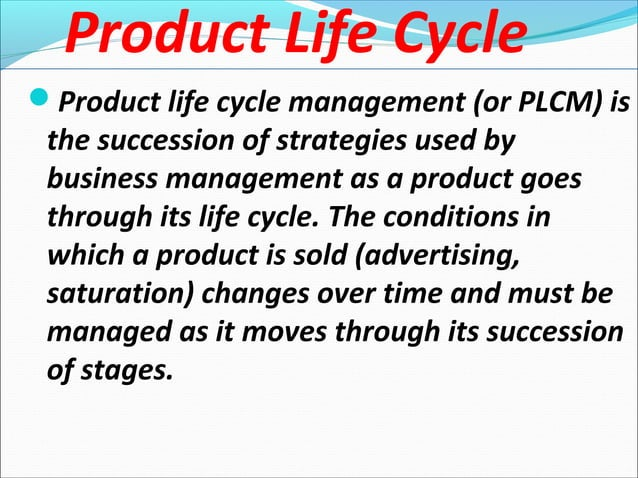 Product Life Cycle
Product life cycle management (or PLCM) is
the succession of strategies used by
business management as a product goes
through its life cycle. The conditions in
which a product is sold (advertising,
saturation) changes over time and must be
managed as it moves through its succession
of stages.